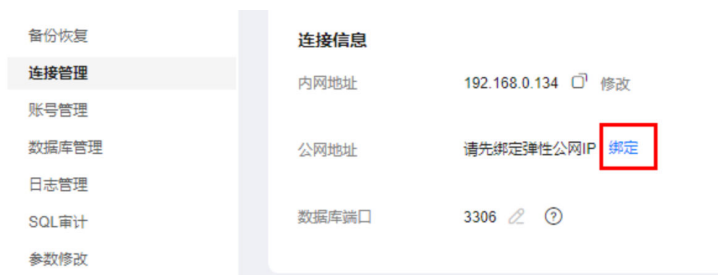 备份恢复
连接管理
账号管理
数据库管理
日志管理
SQL审计
参数修改
连接信息
内网地址 192.168.0.134 修改
公网地址 请先绑定弹性公网IP 绑定
数据库端口 3306